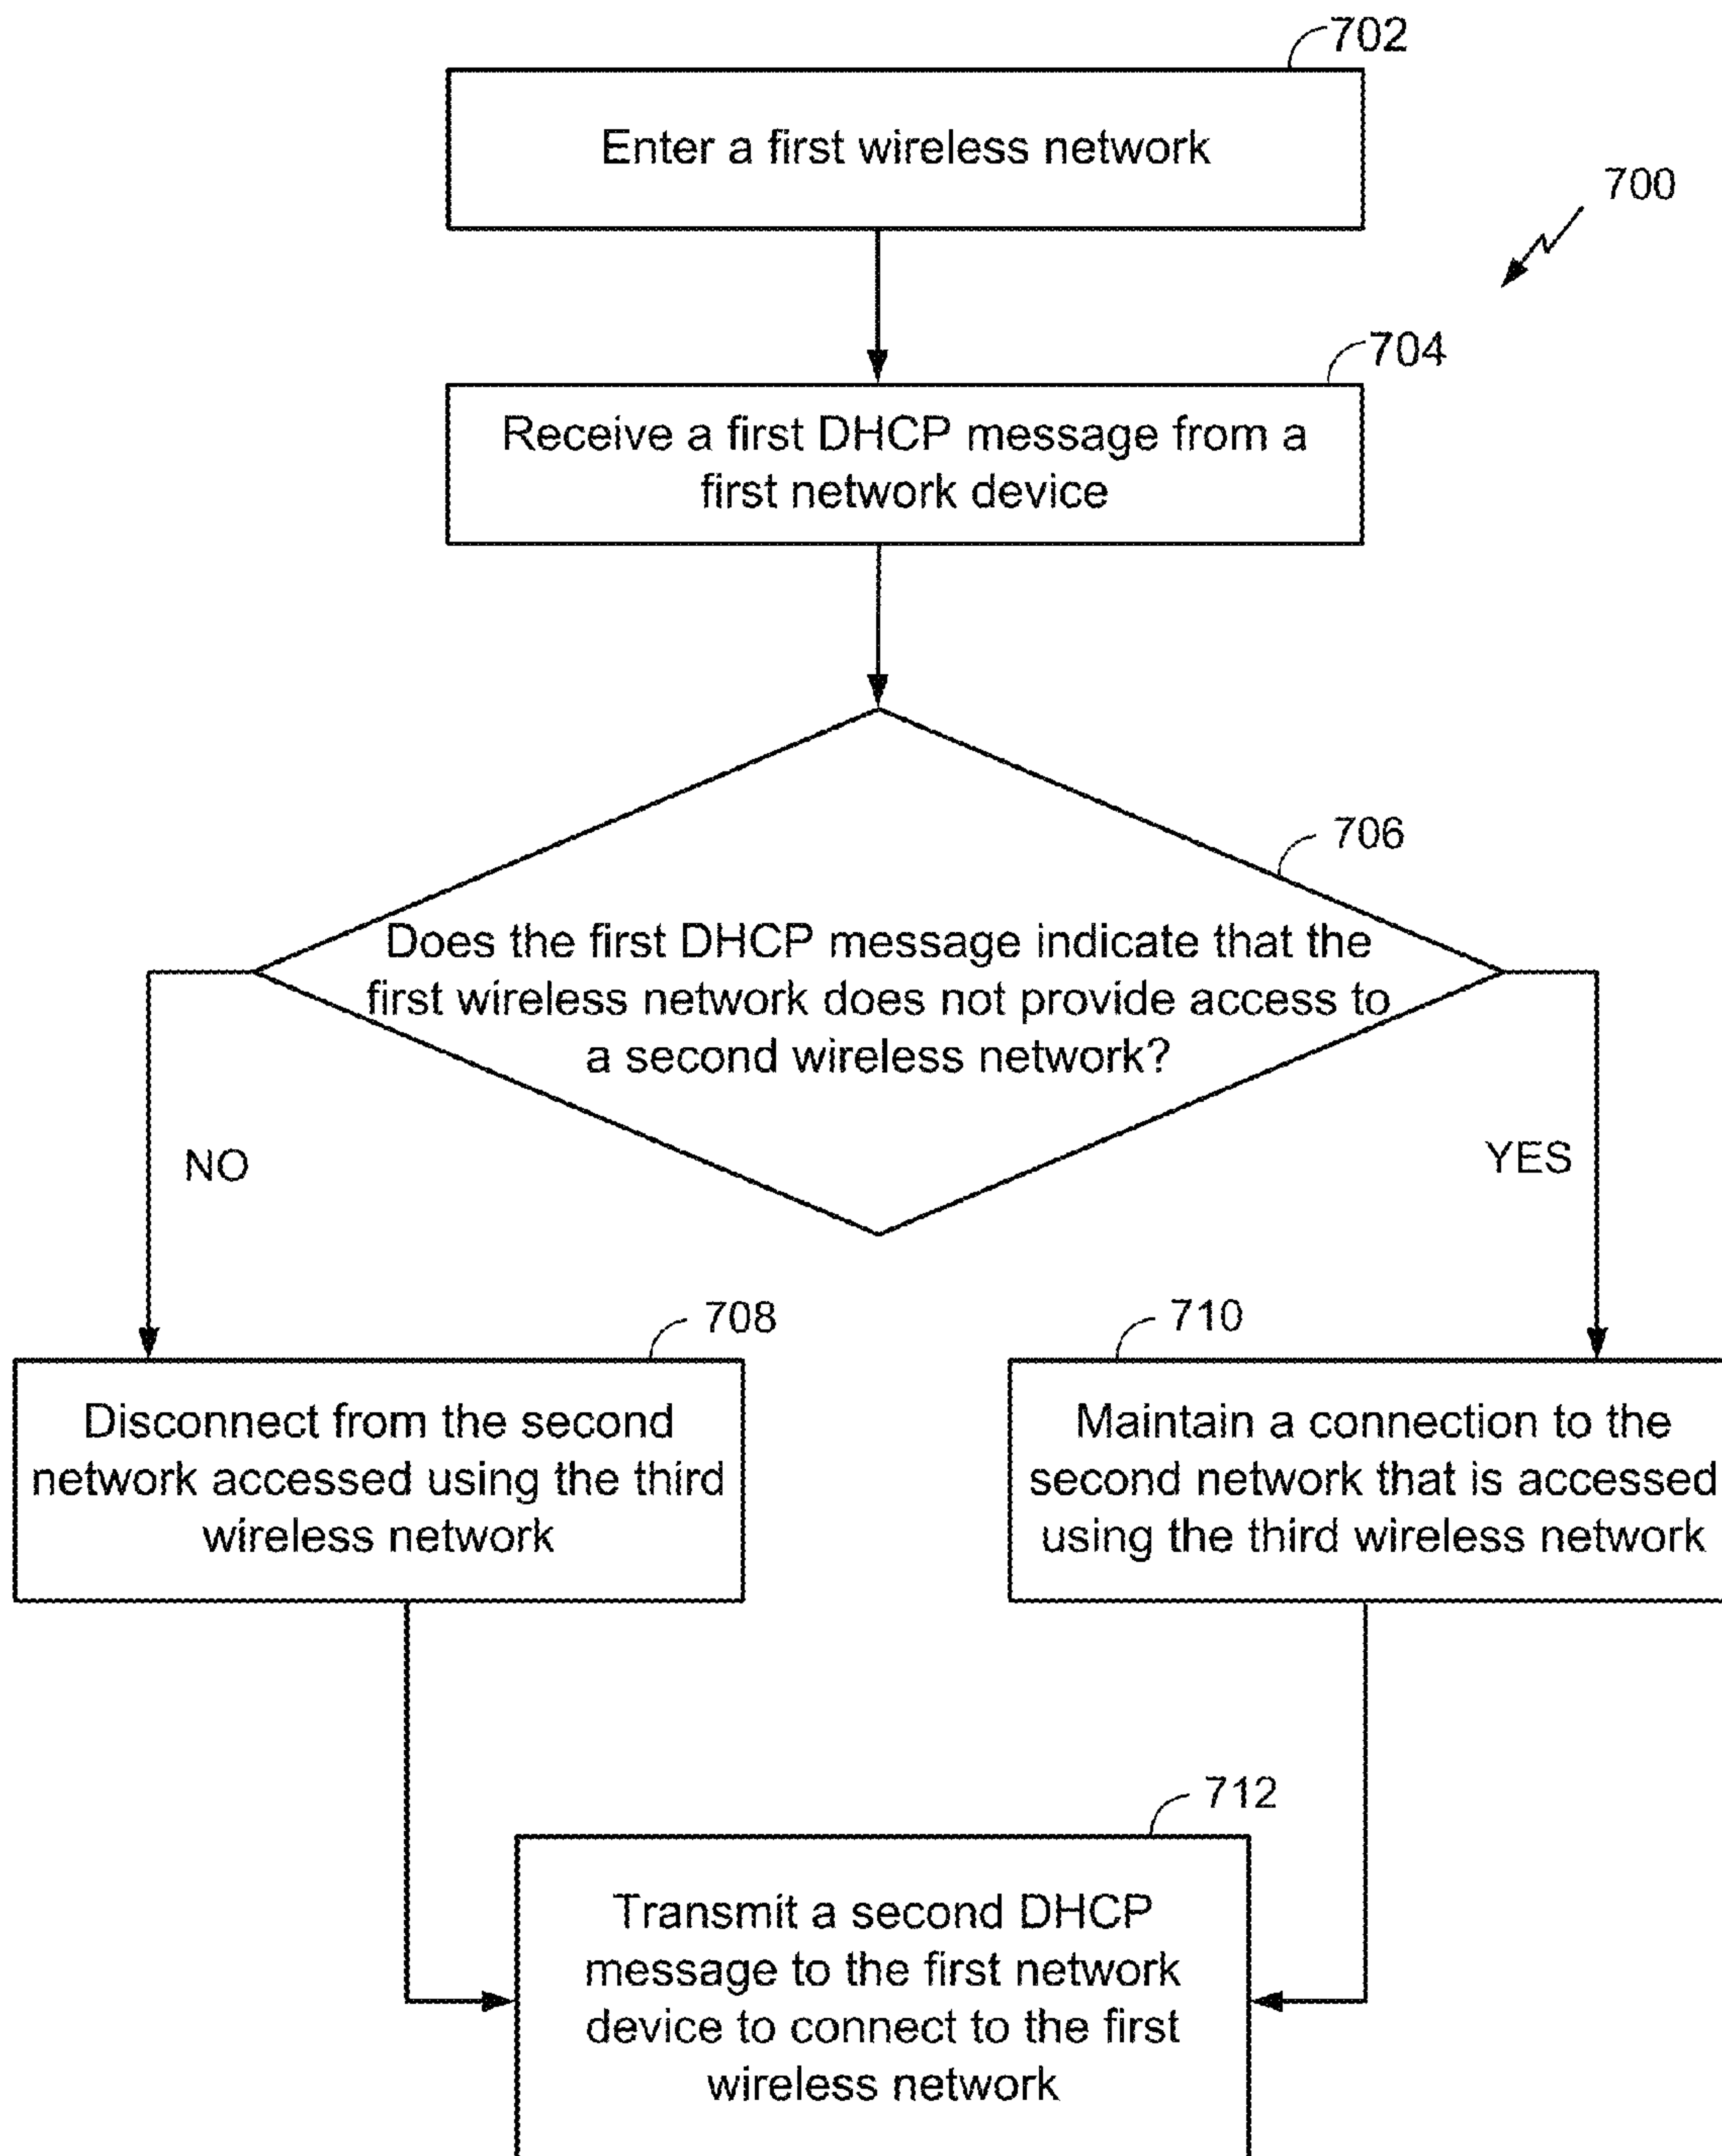 702
Enter a first wireless network
700
704
Receive a first DHCP message from a
first network device
706
Does the first DHCP message indicate that the
first wireless network does not provide access to
a second wireless network?
NO
YES
708
Disconnect from the second
network accessed using the third
wireless network
710
Maintain a connection to the
second network that is accessed
using the third wireless network
712
Transmit a second DHCP
message to the first network
device to connect to the first
wireless network